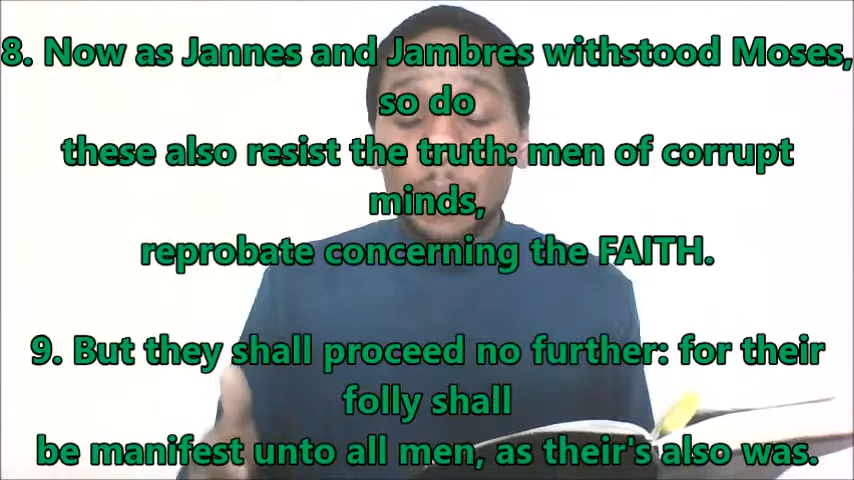 8. Now as Jannes and Jambres withstood Moses,
so do
these also resist the truth: men of corrupt
minds,
reprobate concerning the FAITH.
9. But they shall proceed no further: for their
folly shall
be manifest unto all men, as their's also was.